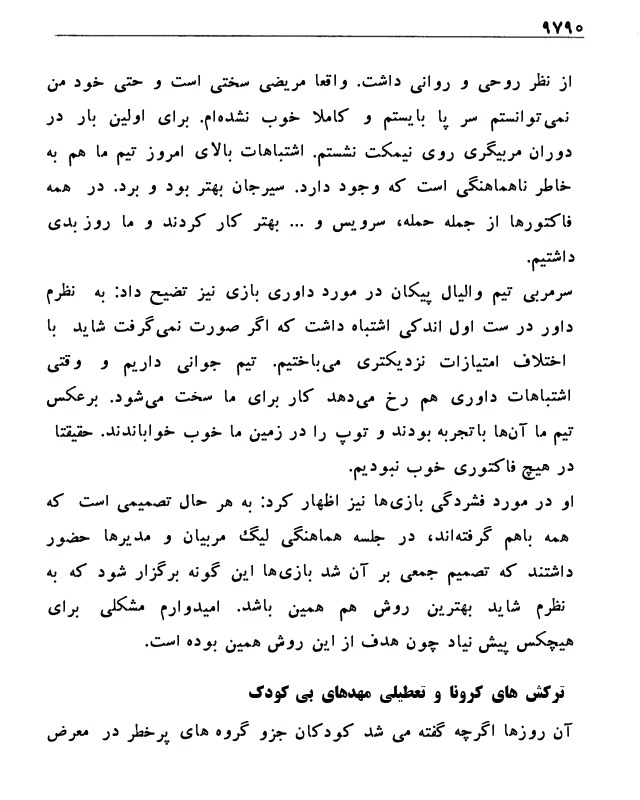 ۹۷۹۰
از نظر روحی و روانی داشت. واقعا مریضی سختی است و حتی خود من
نمی‌توانستم سر پا بایستم و کاملا خوب نشده‌ام. برای اولین بار در
دوران مربیگری روی نیمکت نشستم. اشتباهات بالای امروز تیم ما هم به
خاطر ناهماهنگی است که وجود دارد. سیرجان بهتر بود و برد. در همه
فاکتورها از جمله حمله، سرویس و ... بهتر کار کردند و ما روز بدی
داشتیم.
سرمربی تیم والیال پیکان در مورد داوری بازی نیز تضیح داد: به نظرم
داور در ست اول اندکی اشتباه داشت که اگر صورت نمی‌گرفت شاید با
اختلاف امتیازات نزدیکتری می‌باختیم. تیم جوانی داریم و وقتی
اشتباهات داوری هم رخ می‌دهد کار برای ما سخت می‌شود. برعکس
تیم ما آن‌ها باتجربه بودند و توپ را در زمین ما خوب خواباندند. حقیقتا
در هیچ فاکتوری خوب نبودیم.
او در مورد فشردگی بازی‌ها نیز اظهار کرد: به هر حال تصمیمی است که
همه باهم گرفته‌اند، در جلسه هماهنگی لیگ مربیان و مدیرها حضور
داشتند که تصمیم جمعی بر آن شد بازی‌ها این گونه برگزار شود که به
نظرم شاید بهترین روش هم همین باشد. امیدوارم مشکلی برای
هیچکس پیش نیاد چون هدف از این روش همین بوده است.
ترکش های کرونا و تعطیلی مهدهای بی کودک
آن روزها اگرچه گفته می شد کودکان جزو گروه های پرخطر در معرض